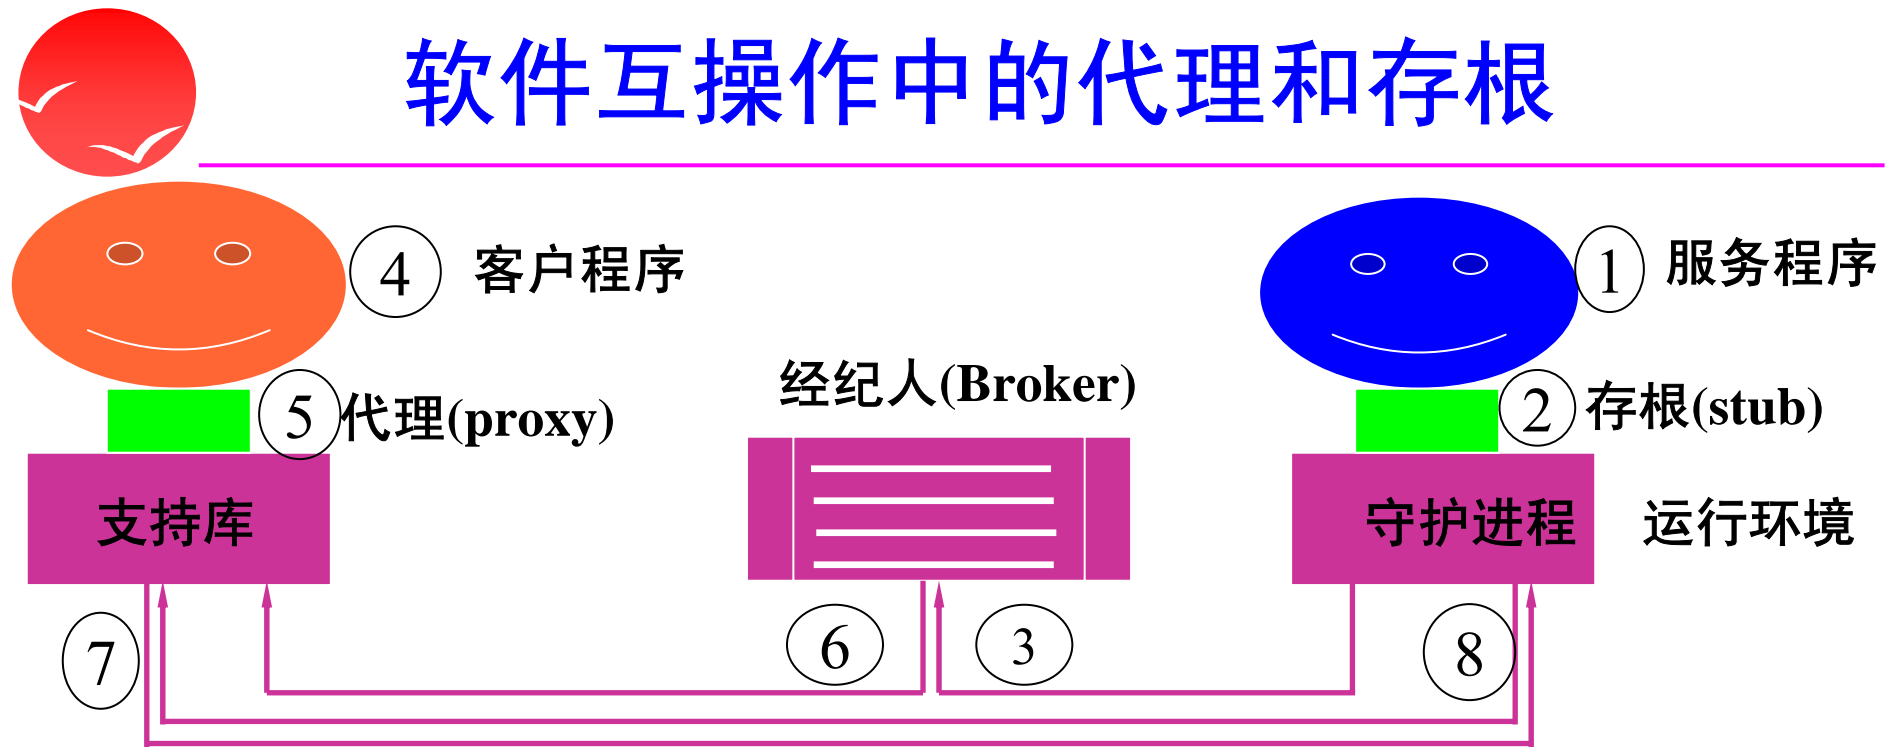 软件互操作中的代理和存根
4 客户程序
1 服务程序
经纪人(Broker)
5 代理(proxy)
2 存根(stub)
支持库
守护进程 运行环境
7
6
3
8